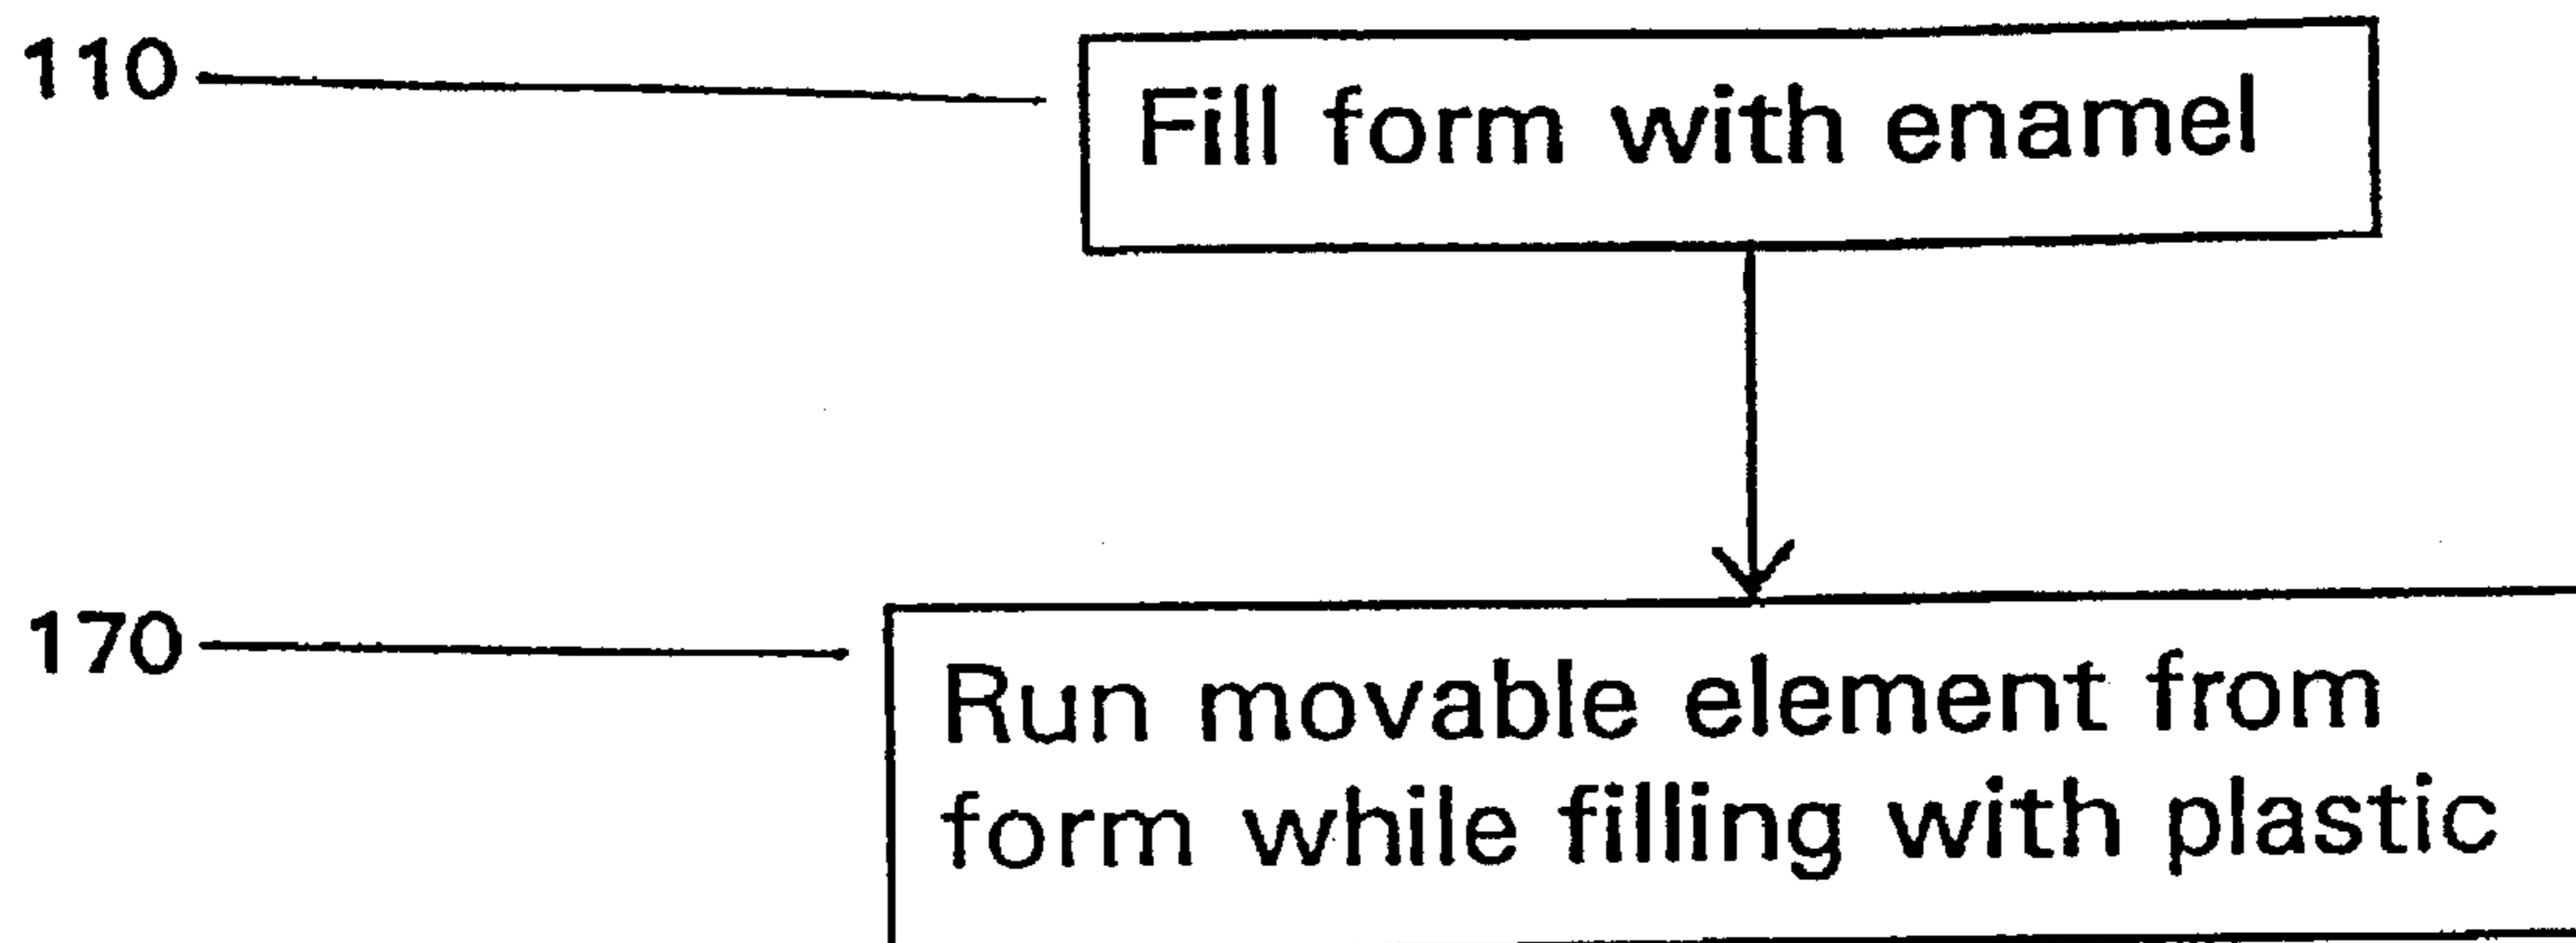 110
Fill form with enamel
170
Run movable element from
form while filling with plastic